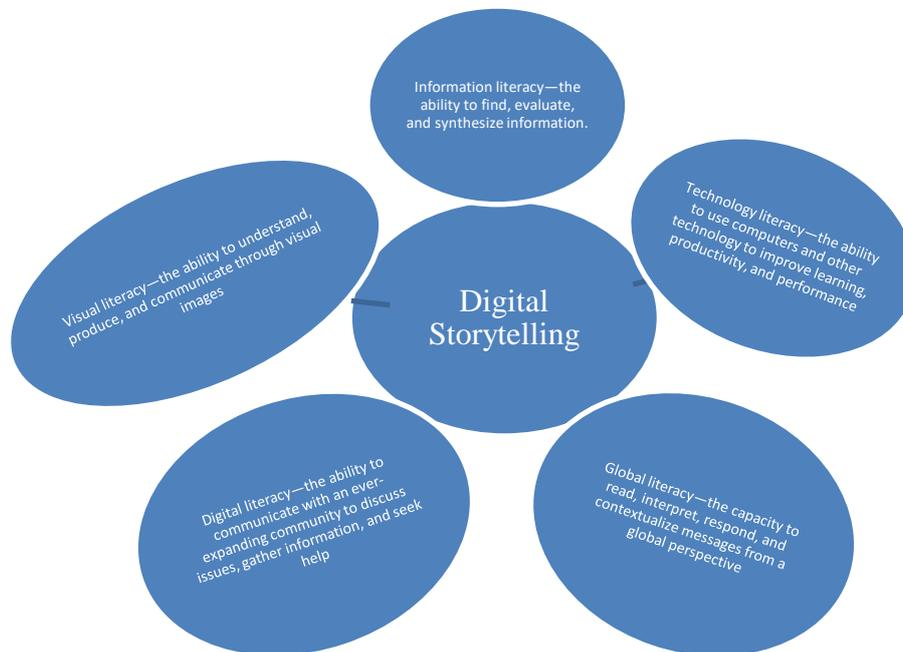 Information literacy—the
ability to find, evaluate,
and synthesize information.
Technology literacy—the ability
to use computers and other
technology to improve learning,
productivity, and performance
Visual literacy—the ability to understand,
produce, and communicate through visual
images
Digital
Storytelling
Digital literacy—the ability to
communicate with an ever-
expanding community to discuss
issues, gather information, and seek
help
Global literacy—the capacity to
read, interpret, respond, and
contextualize messages from a
global perspective